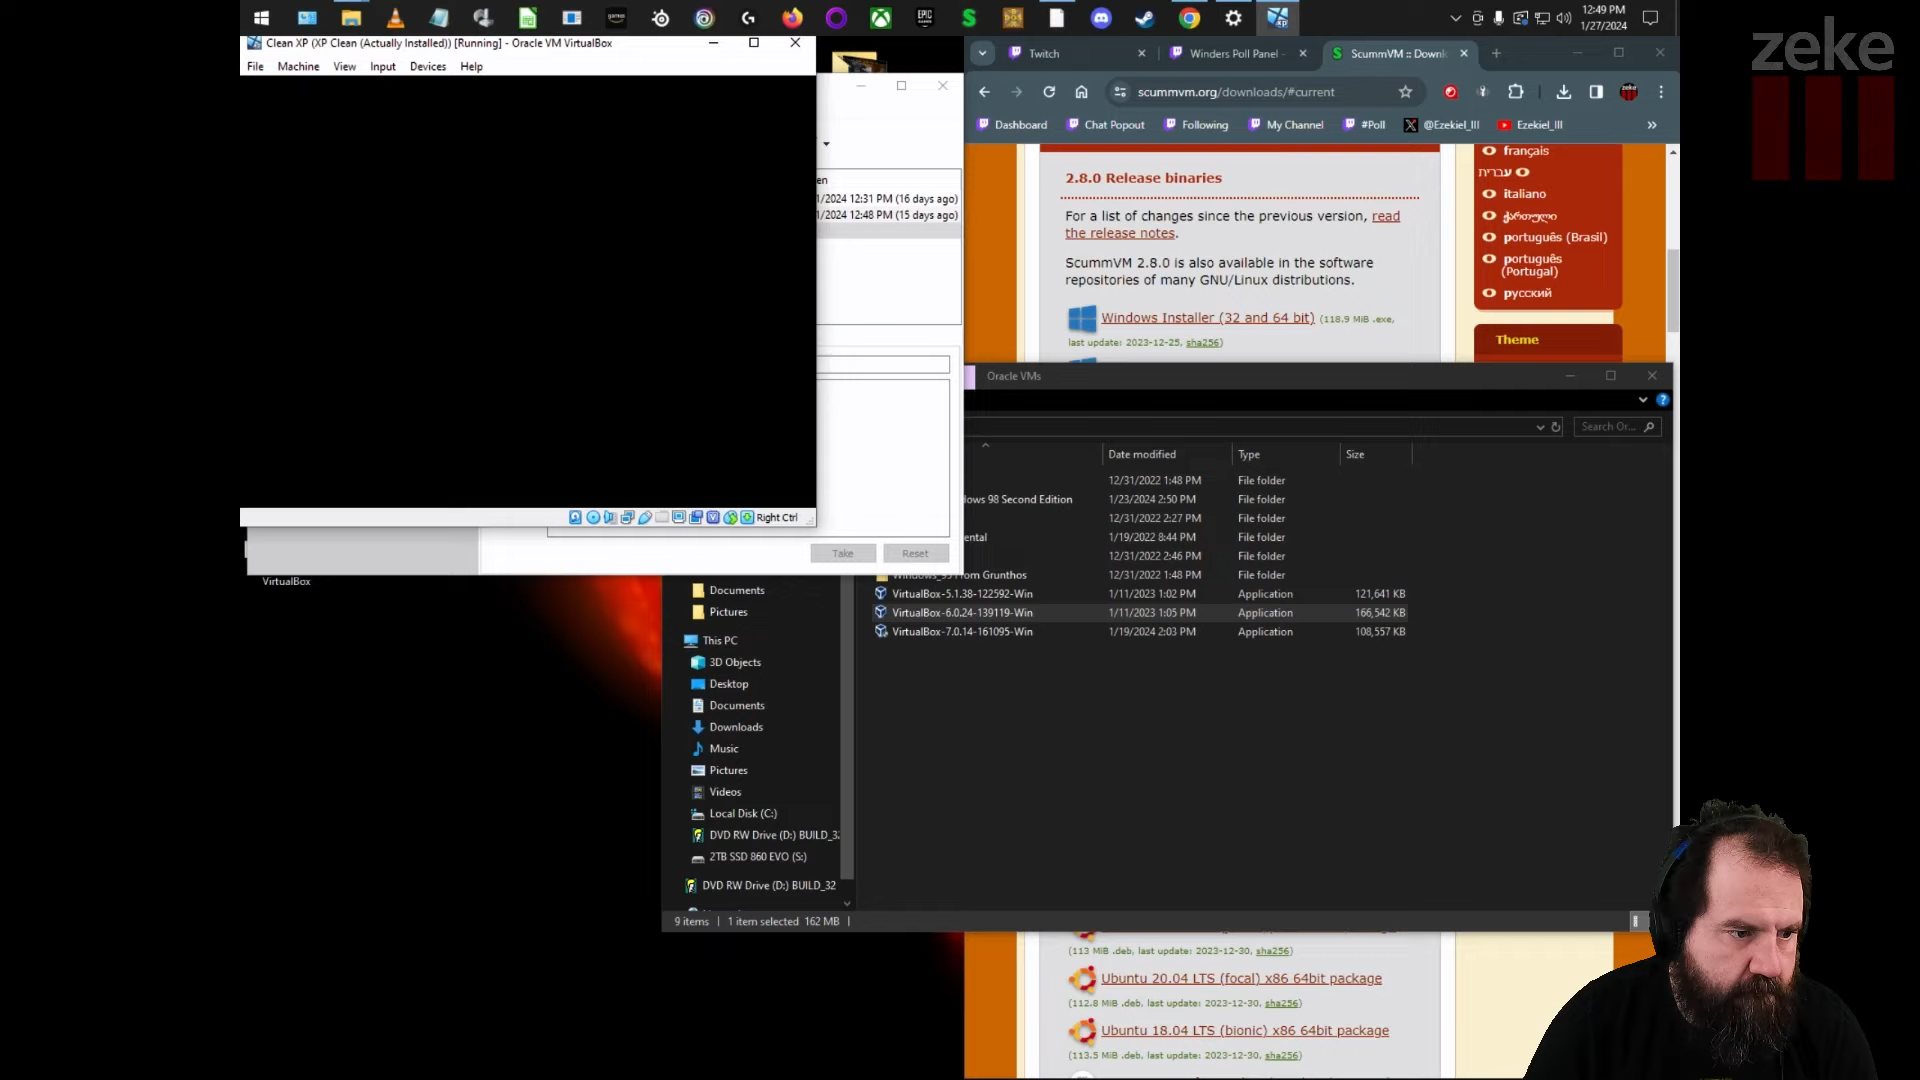 12:49 PM
1/27/2024
zeke
Clean XP (XP Clean (Actually Installed)) [Running] - Oracle VM VirtualBox
File Machine View Input Devices Help
en
1/2024 12:31 PM (16 days ago)
1/2024 12:48 PM (15 days ago)
Right Ctrl
Take Reset
VirtualBox
Twitch
Winders Poll Panel -
ScummVM :: Downl
scummvm.org/downloads/#current
Dashboard Chat Popout Following My Channel #Poll @Ezekiel_III Ezekiel_III »
2.8.0 Release binaries
For a list of changes since the previous version, read
the release notes.
ScummVM 2.8.0 is also available in the software
repositories of many GNU/Linux distributions.
Windows Installer (32 and 64 bit) (118.9 MiB .exe,
last update: 2023-12-25, sha256)
français
עברית
italiano
ქართული
português (Brasil)
português
(Portugal)
русский
Theme
Oracle VMs
Search Or...
Date modified Type Size
12/31/2022 1:48 PM File folder
lows 98 Second Edition 1/23/2024 2:50 PM File folder
12/31/2022 2:27 PM File folder
ental 1/19/2022 8:44 PM File folder
12/31/2022 2:46 PM File folder
Windows_95 From Grunthos 12/31/2022 1:48 PM File folder
VirtualBox-5.1.38-122592-Win 1/11/2023 1:02 PM Application 121,641 KB
VirtualBox-6.0.24-139119-Win 1/11/2023 1:05 PM Application 166,542 KB
VirtualBox-7.0.14-161095-Win 1/19/2024 2:03 PM Application 108,557 KB
Documents
Pictures
This PC
3D Objects
Desktop
Documents
Downloads
Music
Pictures
Videos
Local Disk (C:)
DVD RW Drive (D:) BUILD_32
2TB SSD 860 EVO (S:)
DVD RW Drive (D:) BUILD_32
9 items 1 item selected 162 MB
(113 MiB .deb, last update: 2023-12-30, sha256)
Ubuntu 20.04 LTS (focal) x86 64bit package
(112.8 MiB .deb, last update: 2023-12-30, sha256)
Ubuntu 18.04 LTS (bionic) x86 64bit package
(113.5 MiB .deb, last update: 2023-12-30, sha256)